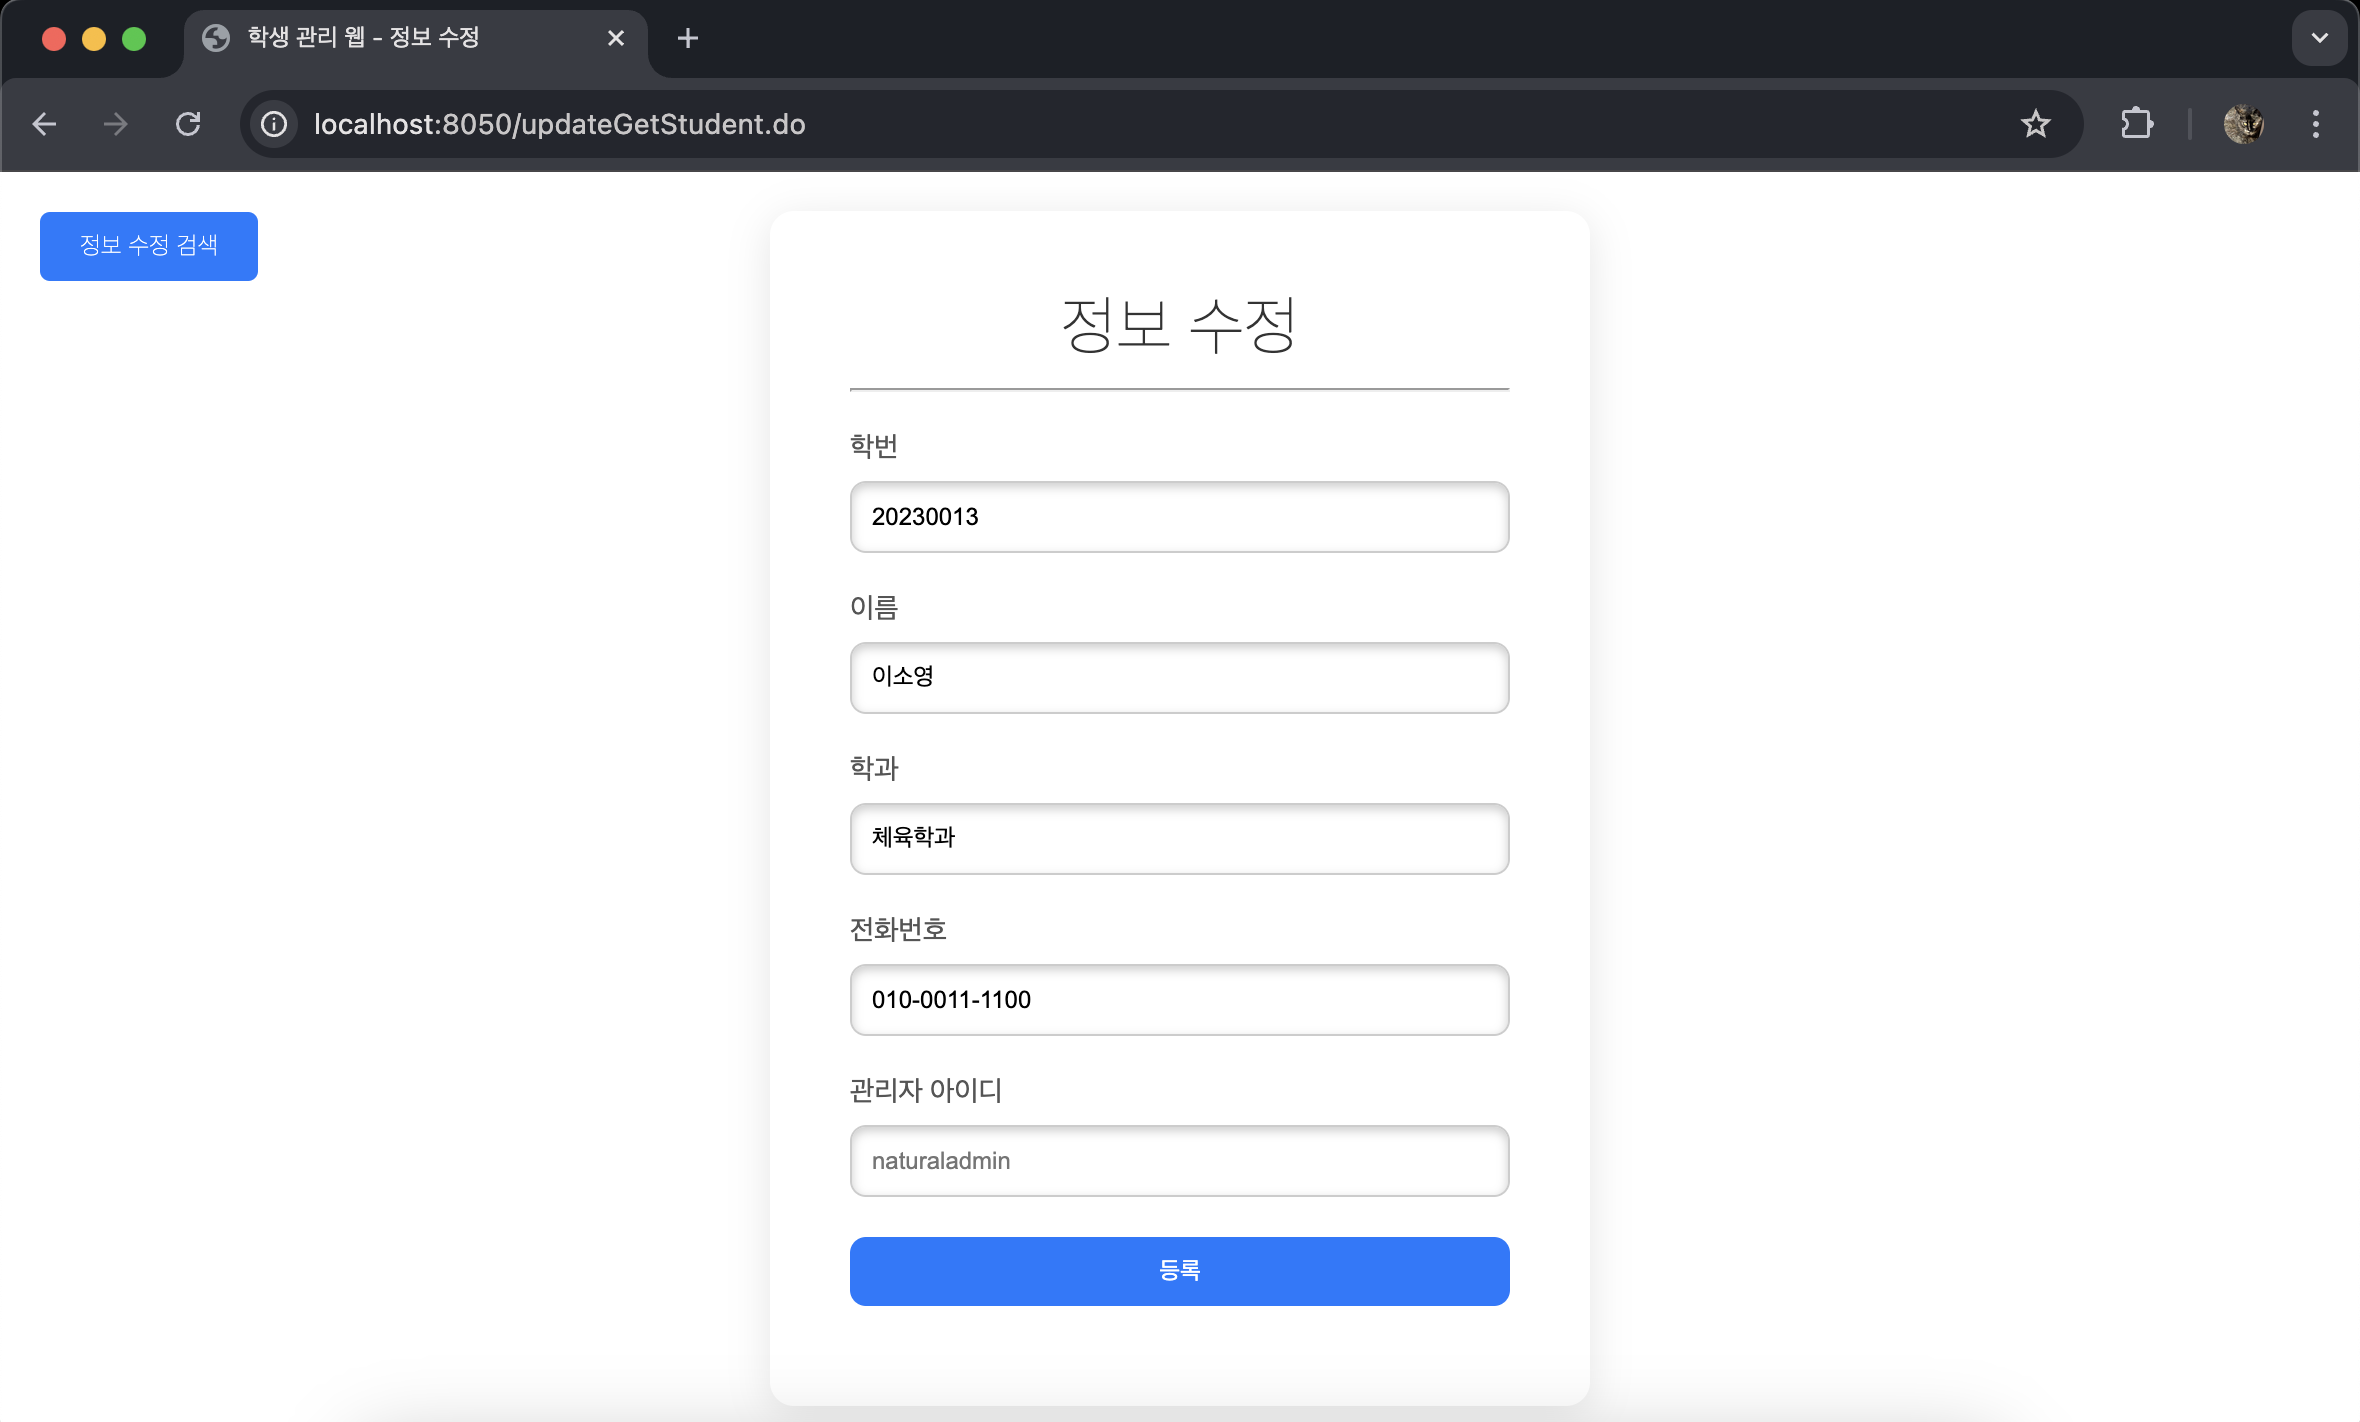 학생 관리 웹 - 정보 수정
localhost:8050/updateGetStudent.do
정보 수정 검색
정보 수정
학번
20230013
이름
이소영
학과
체육학과
전화번호
010-0011-1100
관리자 아이디
naturaladmin
등록